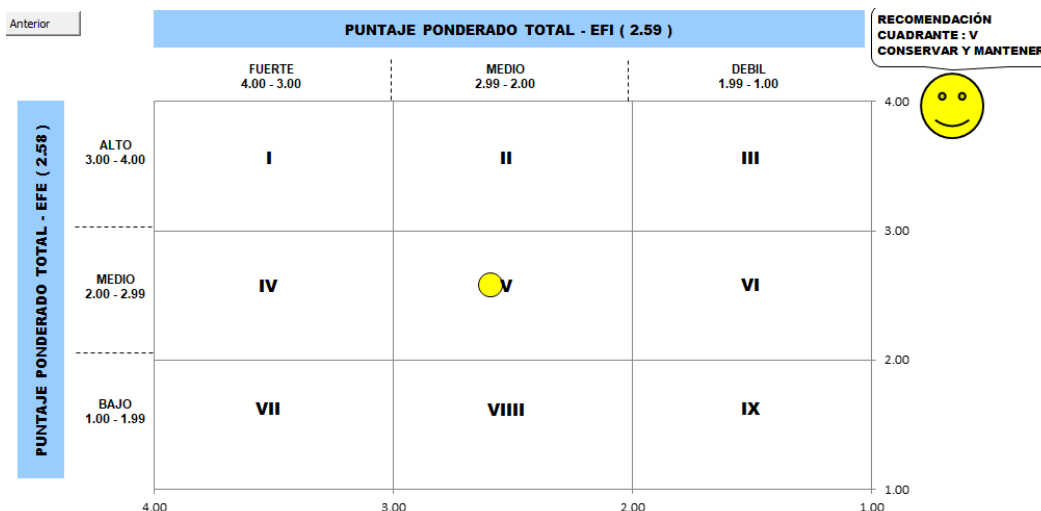 Anterior
PUNTAJE PONDERADO TOTAL - EFI ( 2.59 )
RECOMENDACIÓN
CUADRANTE : V
CONSERVAR Y MANTENER
FUERTE
4.00 - 3.00
MEDIO
2.99 - 2.00
DEBIL
1.99 - 1.00
PUNTAJE PONDERADO TOTAL - EFE ( 2.58 )
4.00
ALTO
3.00 - 4.00
I
II
III
3.00
MEDIO
2.00 - 2.99
IV
V
VI
2.00
BAJO
1.00 - 1.99
VII
VIIII
IX
1.00
4.00
3.00
2.00
1.00